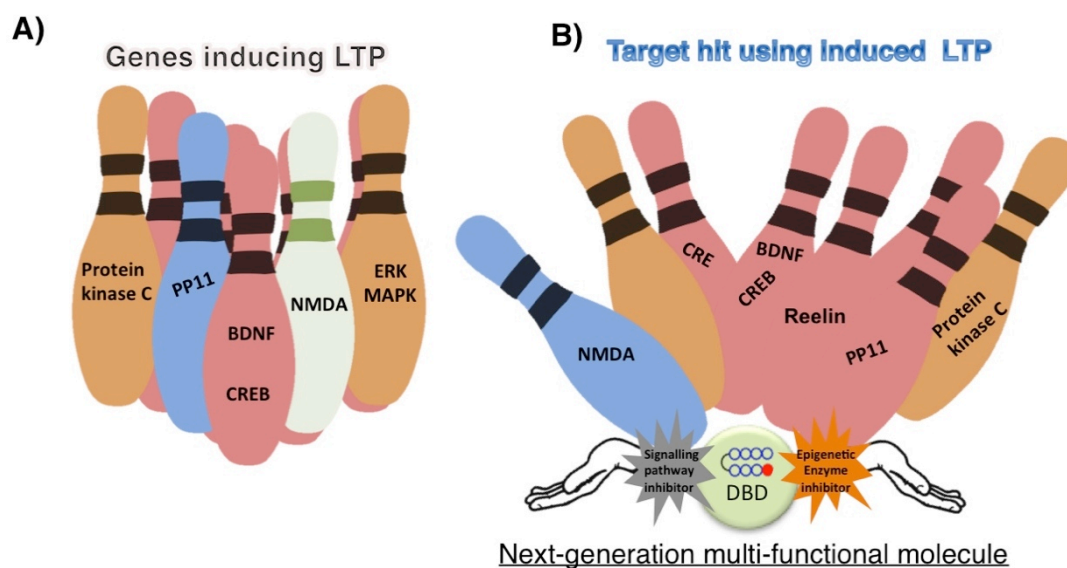 A)
Genes inducing LTP
Protein
kinase C
PP11
BDNF
CREB
NMDA
ERK
MAPK
B)
Target hit using induced LTP
NMDA
CRE
BDNF
CREB
Reelin
PP11
Protein
kinase C
Signalling
pathway
inhibitor
DBD
Epigenetic
Enzyme
inhibitor
Next-generation multi-functional molecule